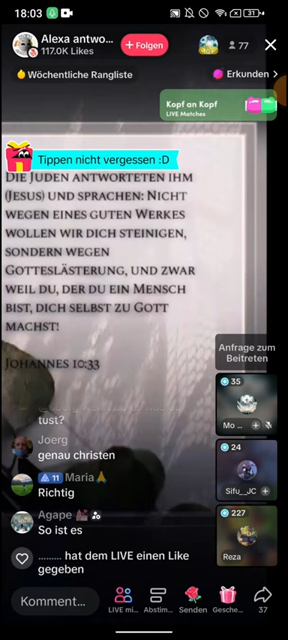 18:03
31
Alexa antwo...
117.0K Likes
+ Folgen
77
Wöchentliche Rangliste
Erkunden >
Kopf an Kopf
LIVE Matches
Tippen nicht vergessen :D
DIE JUDEN ANTWORTETEN IHM
(JESUS) UND SPRACHEN: NICHT
WEGEN EINES GUTEN WERKES
WOLLEN WIR DICH STEINIGEN,
SONDERN WEGEN
GOTTESLÄSTERUNG, UND ZWAR
WEIL DU, DER DU EIN MENSCH
BIST, DICH SELBST ZU GOTT
MACHST!
JOHANNES 10:33
Anfrage zum
Beitreten
35
Mo ...
tust?
Joerg
genau christen
24
Sifu_.JC
11 Maria
Richtig
227
Reza
Agape
So ist es
......... hat dem LIVE einen Like
gegeben
Komment...
LIVE mi...
Abstim...
Senden
Gesche...
37